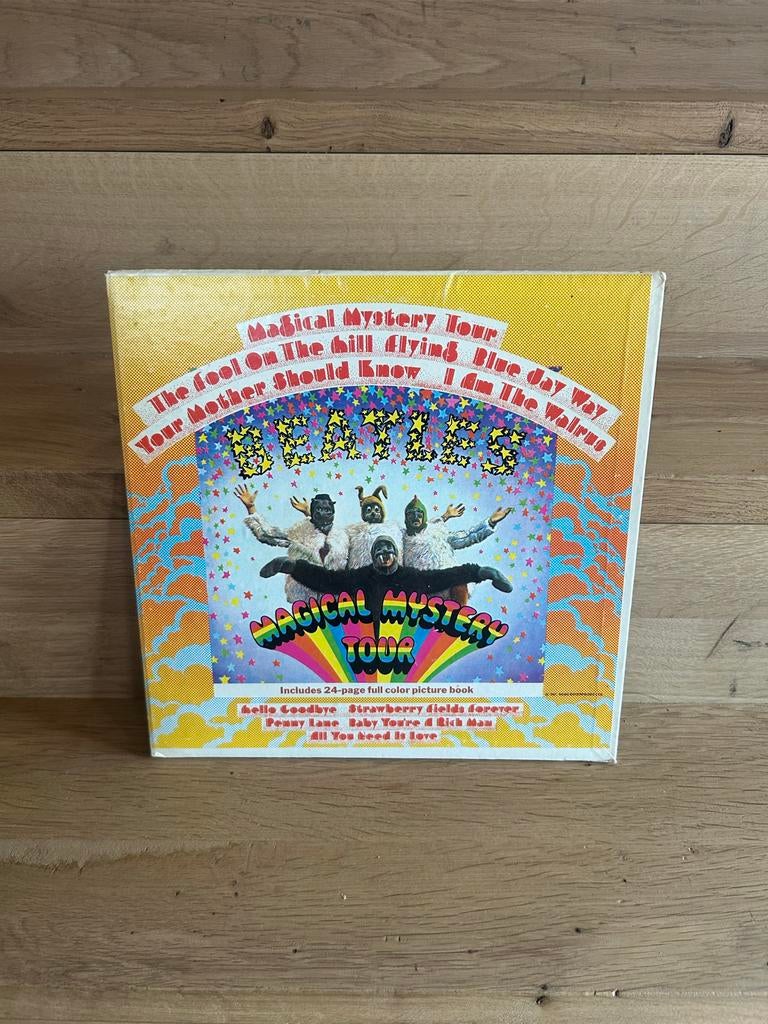 Magical Mystery Tour
The Fool On The Hill Flying Blue Jay Way
Your Mother Should Know I Am The Walrus
BEATLES
MAGICAL MYSTERY
TOUR
Includes 24-page full color picture book
Hello Goodbye Strawberry Fields Forever
Penny Lane Baby You're A Rich Man
All You Need Is Love